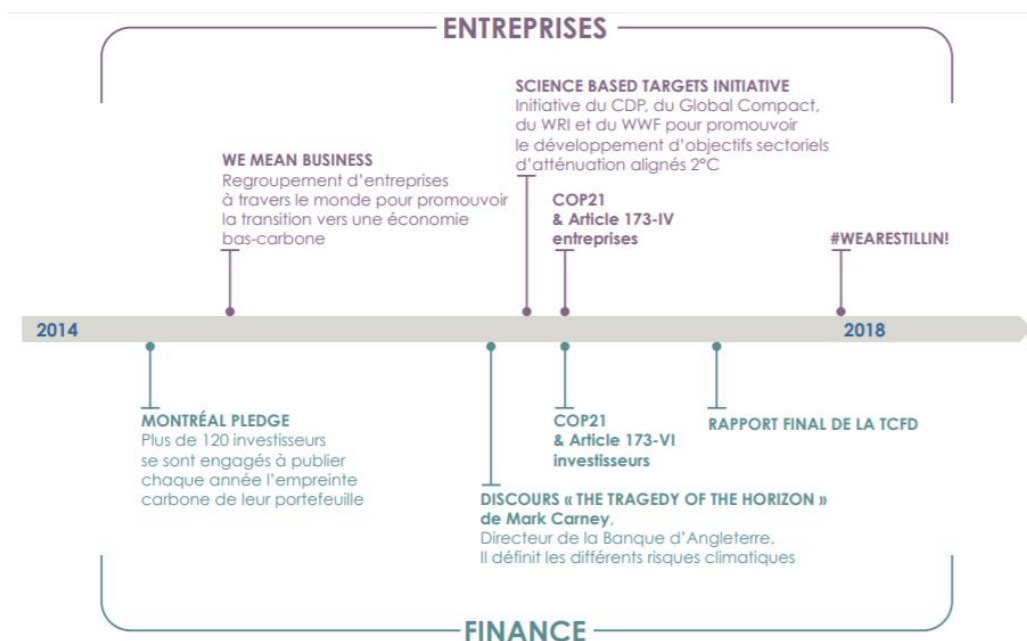 ENTREPRISES
SCIENCE BASED TARGETS INITIATIVE
Initiative du CDP, du Global Compact,
du WRI et du WWF pour promouvoir
le développement d'objectifs sectoriels
d'atténuation alignés 2°C
WE MEAN BUSINESS
Regroupement d'entreprises
à travers le monde pour promouvoir
la transition vers une économie
bas-carbone
COP21
& Article 173-IV
entreprises
#WEARESTILLIN!
2014
2018
MONTRÉAL PLEDGE
Plus de 120 investisseurs
se sont engagés à publier
chaque année l'empreinte
carbone de leur portefeuille
COP21
& Article 173-VI
investisseurs
RAPPORT FINAL DE LA TCFD
DISCOURS « THE TRAGEDY OF THE HORIZON »
de Mark Carney,
Directeur de la Banque d'Angleterre.
Il définit les différents risques climatiques
FINANCE